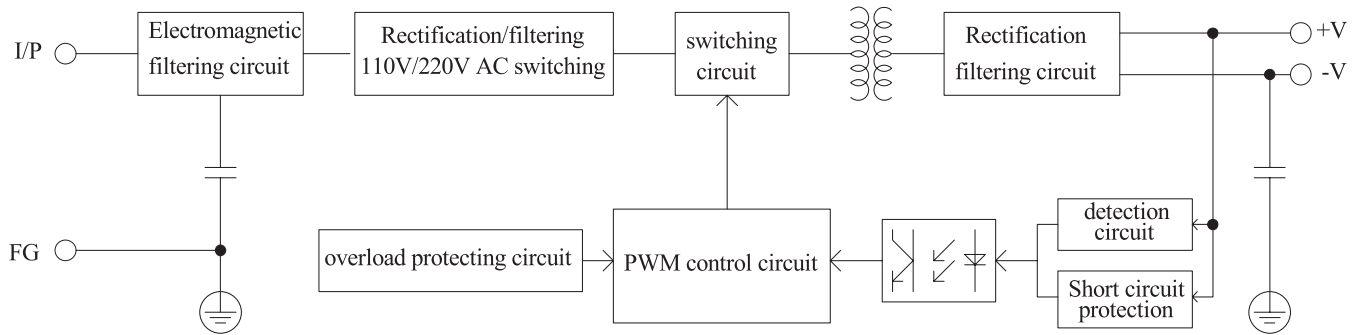 I/P
Electromagnetic
filtering circuit
Rectification/filtering
110V/220V AC switching
switching
circuit
Rectification
filtering circuit
+V
-V
FG
overload protecting circuit
PWM control circuit
detection
circuit
Short circuit
protection